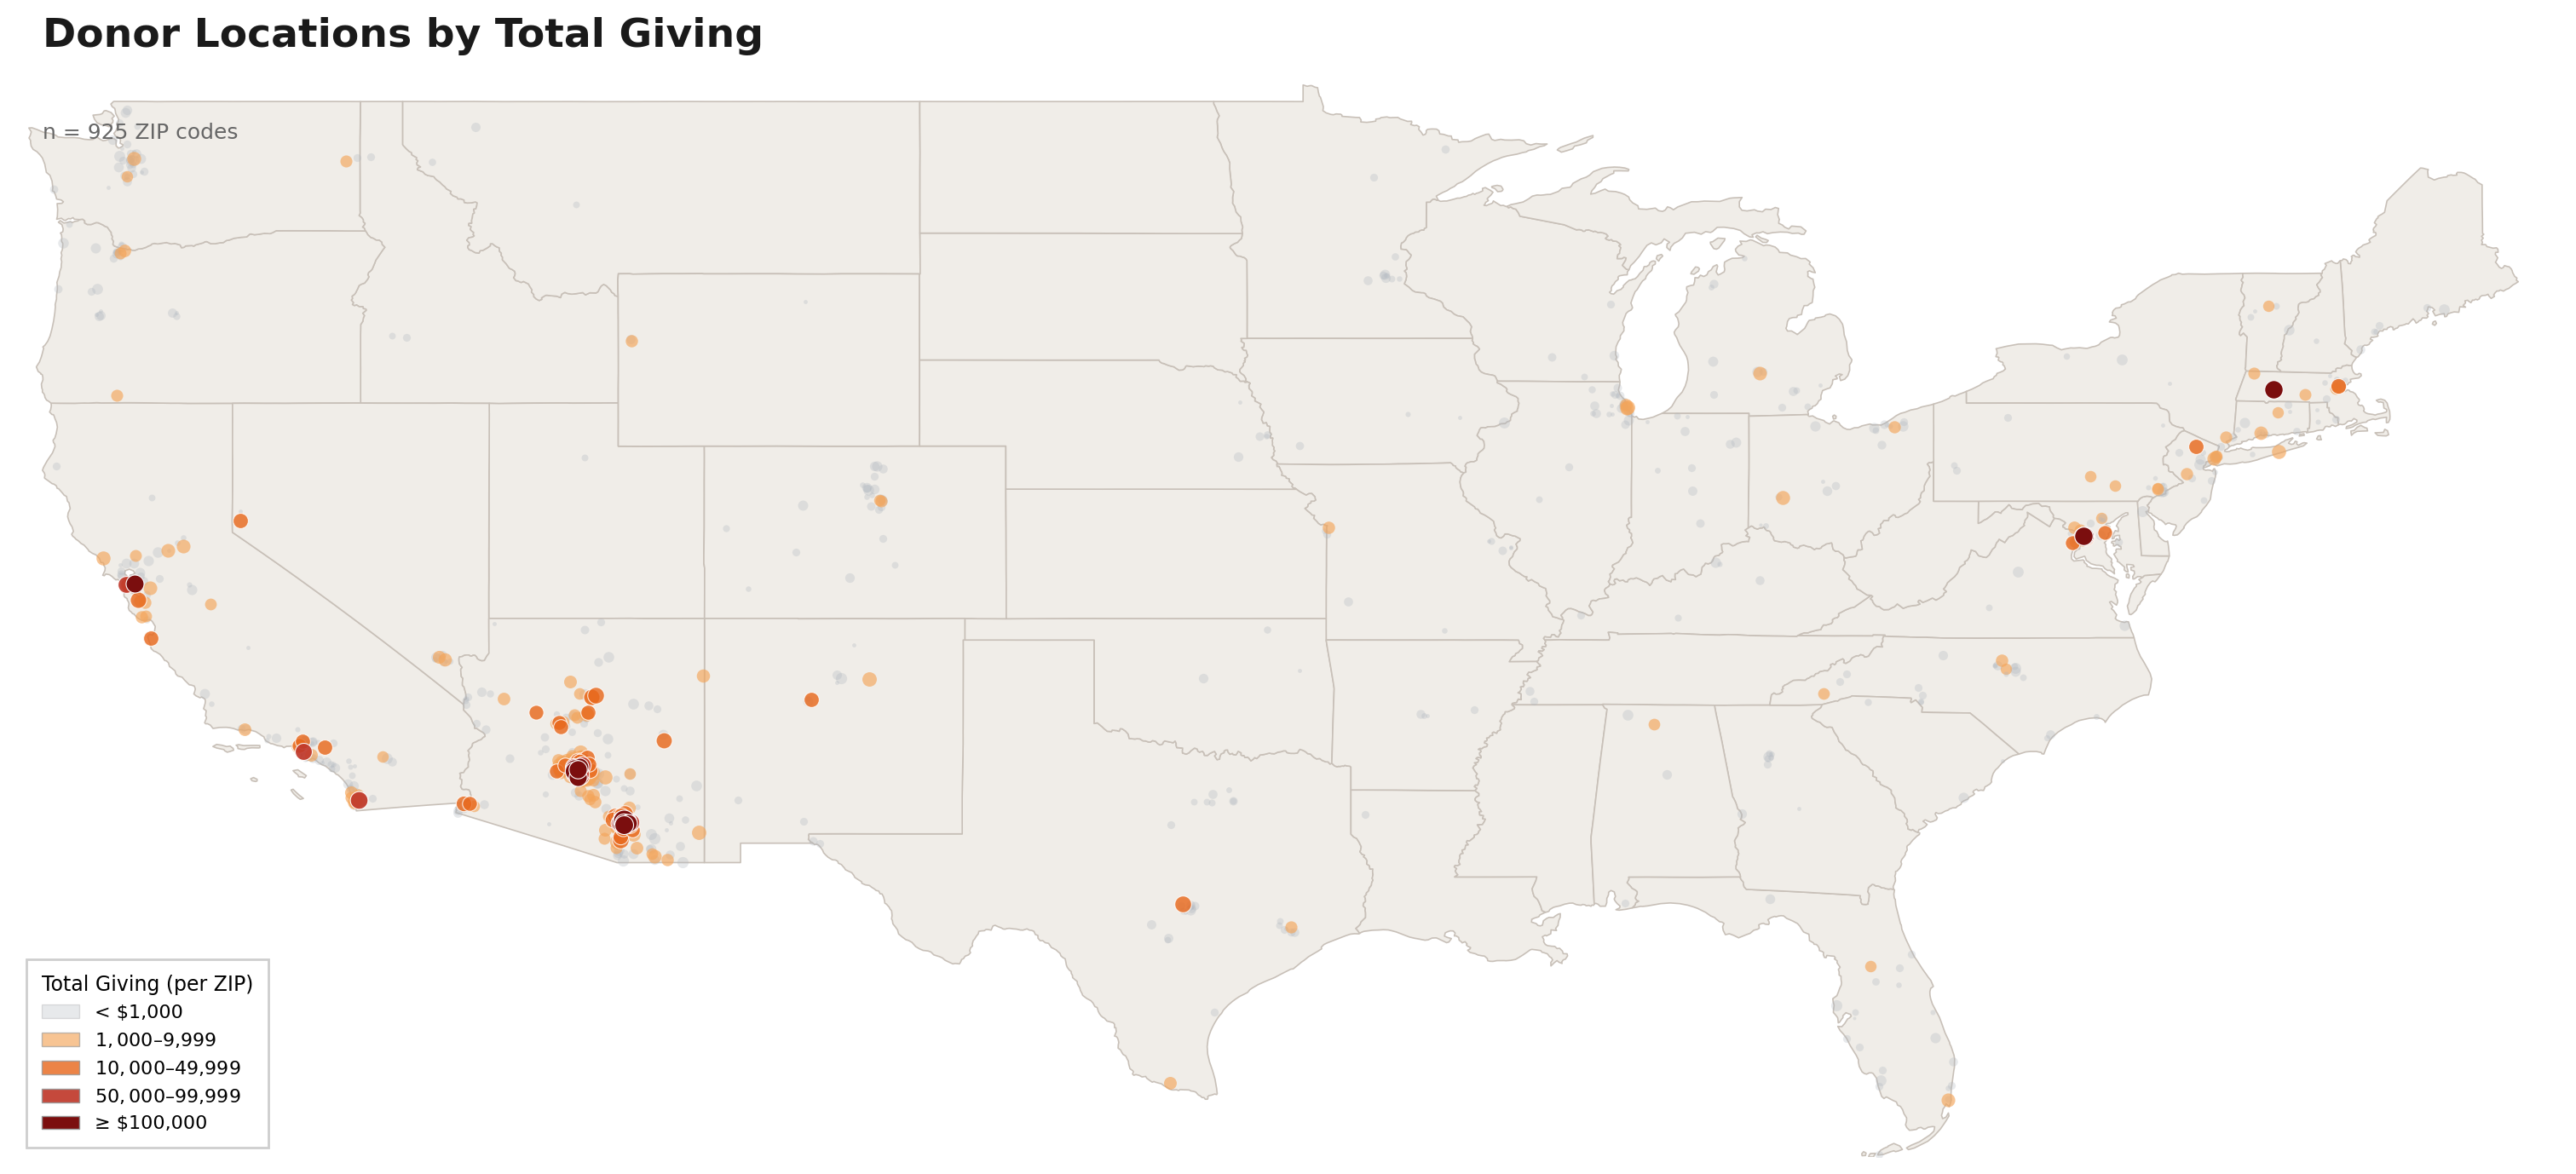 Donor Locations by Total Giving
n = 925 ZIP codes
Total Giving (per ZIP)
< $1,000
1,000–9,999
10,000–49,999
50,000–99,999
≥ $100,000